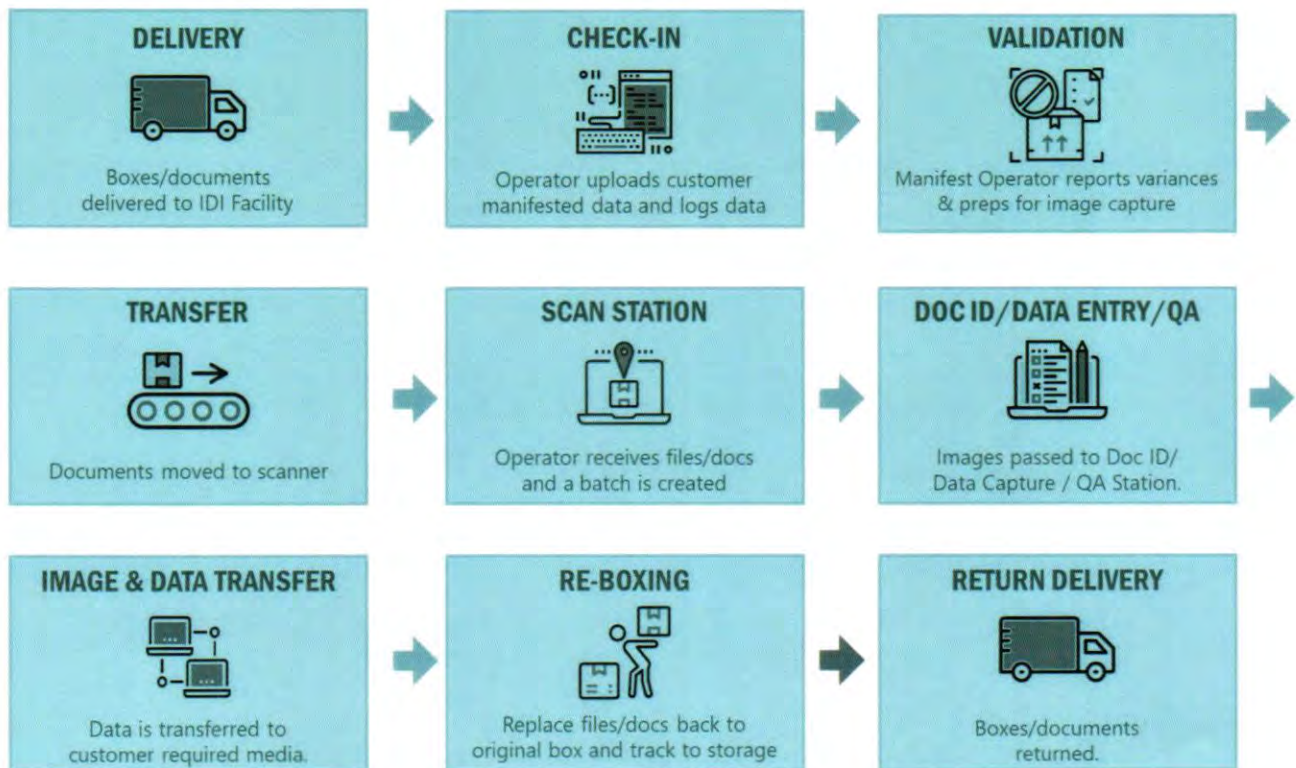 DELIVERY
Boxes/documents
delivered to IDI Facility
CHECK-IN
Operator uploads customer
manifested data and logs data
VALIDATION
Manifest Operator reports variances
& preps for image capture
TRANSFER
Documents moved to scanner
SCAN STATION
Operator receives files/docs
and a batch is created
DOC ID/DATA ENTRY/QA
Images passed to Doc ID/
Data Capture / QA Station.
IMAGE & DATA TRANSFER
Data is transferred to
customer required media.
RE-BOXING
Replace files/docs back to
original box and track to storage
RETURN DELIVERY
Boxes/documents
returned.